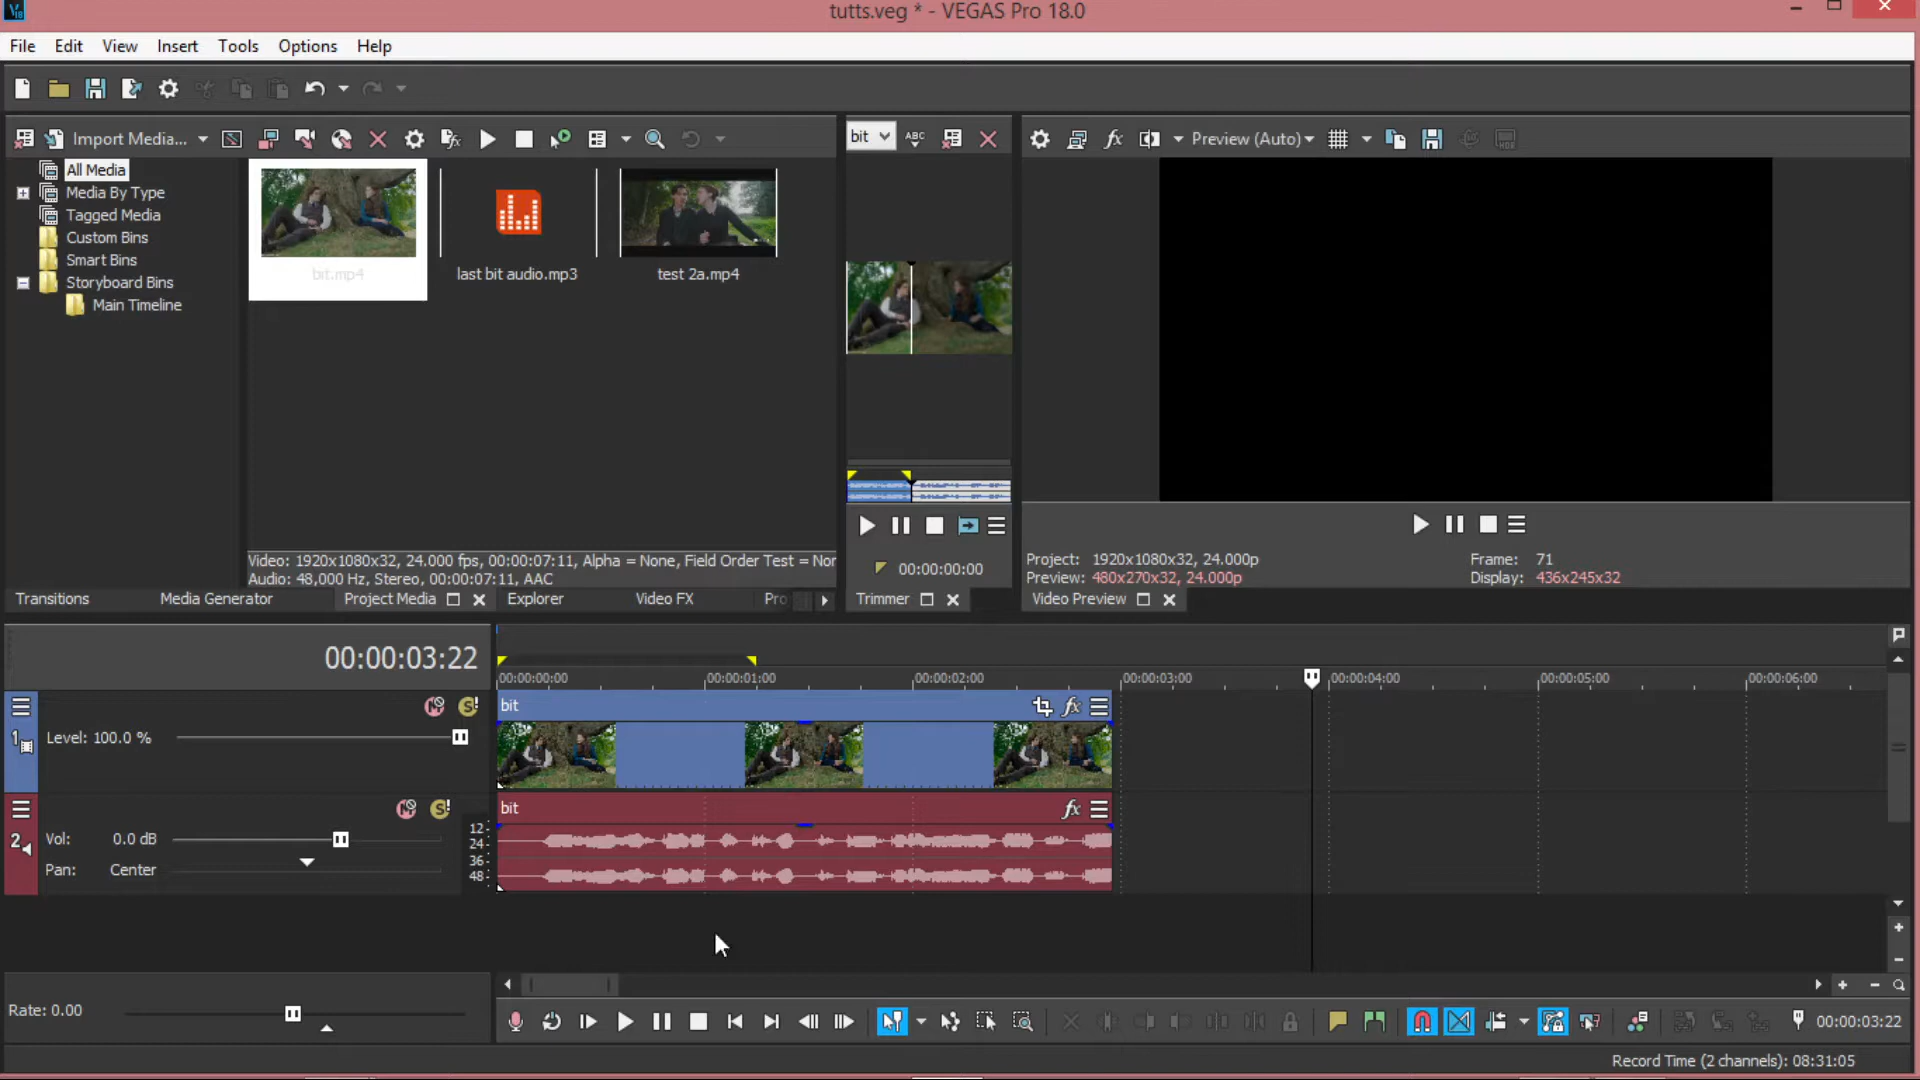 tutts.veg * - VEGAS Pro 18.0
File Edit View Insert Tools Options Help
Import Media...
bit
ABC
fx
Preview (Auto)
All Media
Media By Type
Tagged Media
Custom Bins
Smart Bins
Storyboard Bins
Main Timeline
bit.mp4
last bit audio.mp3
test 2a.mp4
Video: 1920x1080x32, 24.000 fps, 00:00:07:11, Alpha = None, Field Order Test = Nor
Audio: 48,000 Hz, Stereo, 00:00:07:11, AAC
00:00:00:00
Project: 1920x1080x32, 24.000p
Preview: 480x270x32, 24.000p
Frame: 71
Display: 436x245x32
Transitions Media Generator Project Media Explorer Video FX Pro
Trimmer
Video Preview
00:00:03:22
00:00:00:00 00:00:01:00 00:00:02:00 00:00:03:00 00:00:04:00 00:00:05:00 00:00:06:00
bit
fx
1
Level: 100.0 %
bit
fx
2
Vol: 0.0 dB
Pan: Center
12
24
36
48
Rate: 0.00
00:00:03:22
Record Time (2 channels): 08:31:05